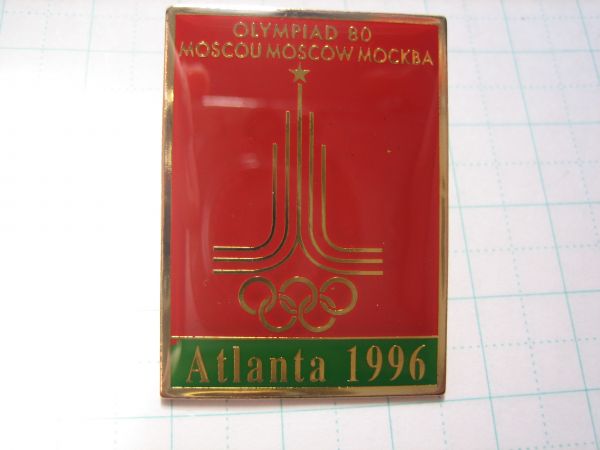 OLYMPIAD 80
MOSCOU MOSCOW МОСКВА
Atlanta 1996